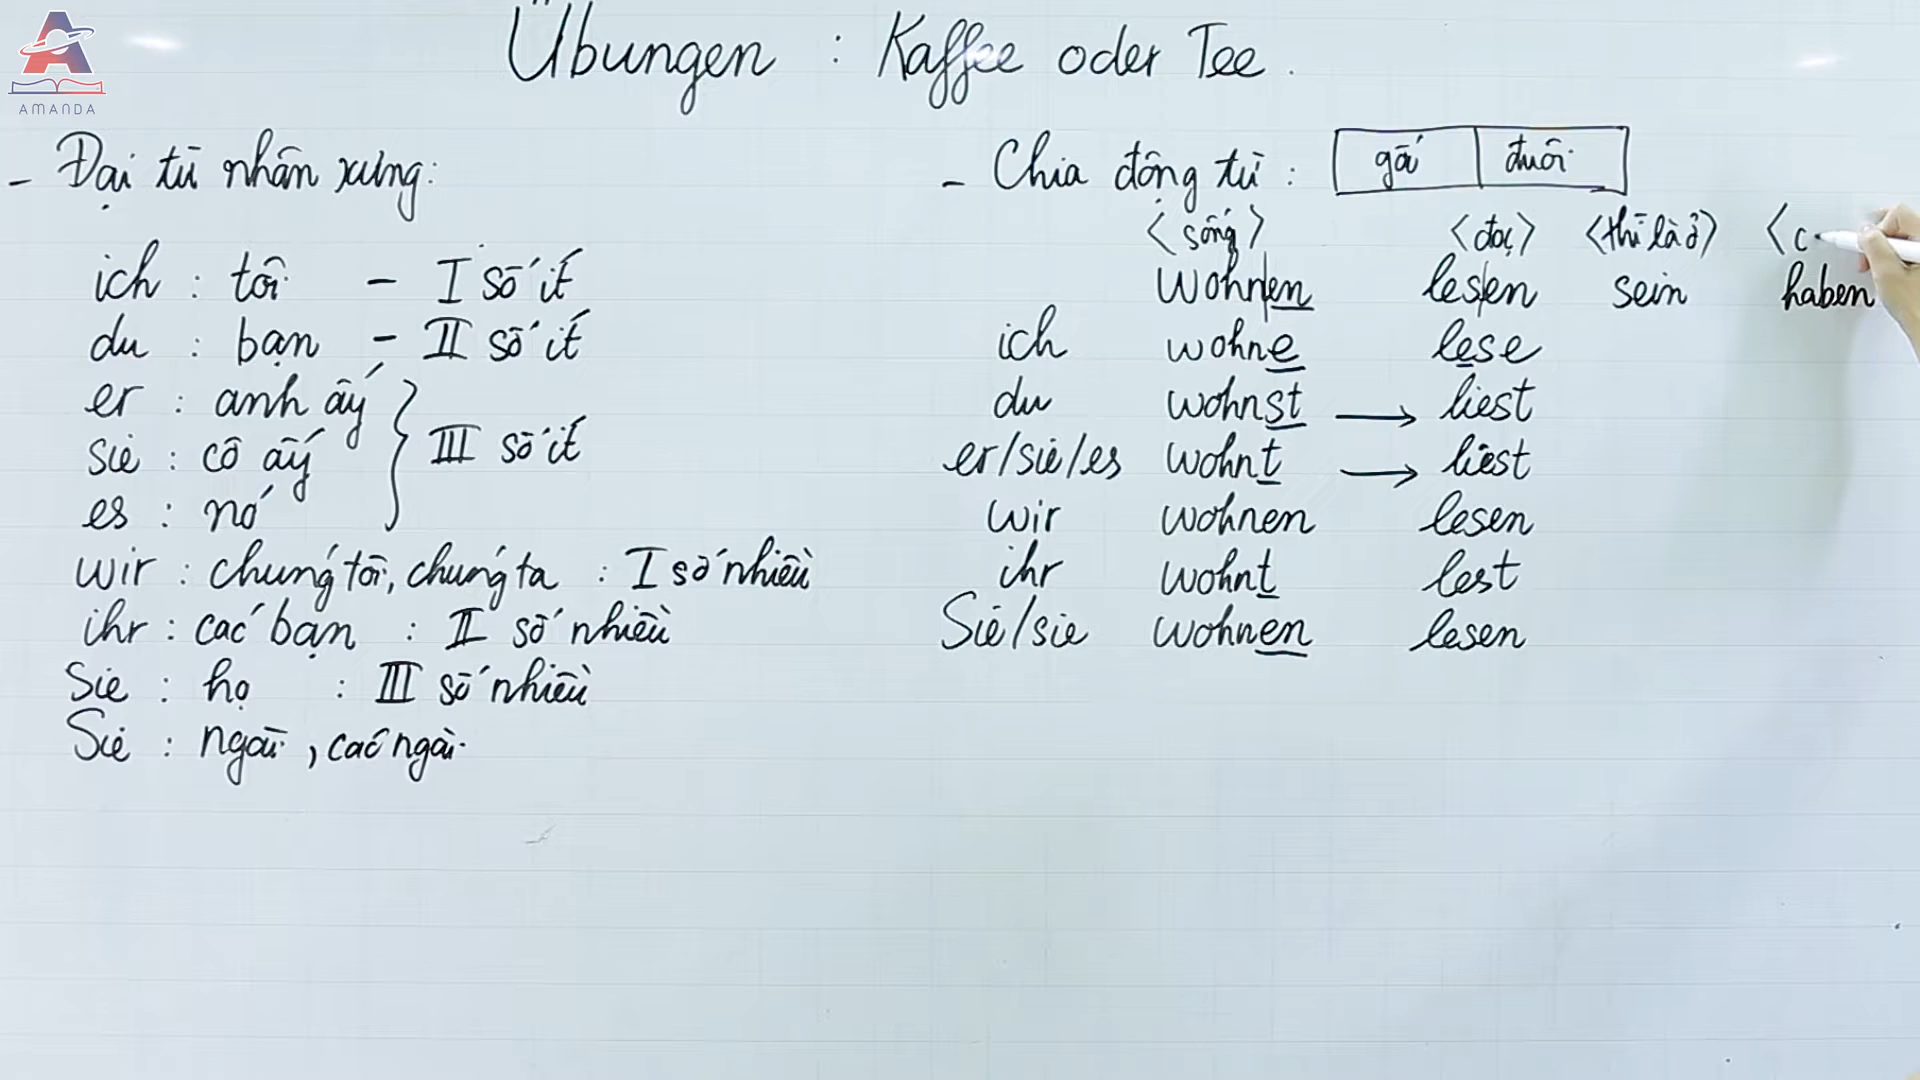 AMANDA
Übungen : Kaffee oder Tee.
- Đại từ nhân xưng:
ich : tôi - I số ít
du : bạn - II số ít
er : anh ấy
sie : cô ấy } III số ít
es : nó
wir : chúng tôi, chúng ta : I số nhiều
ihr : các bạn : II số nhiều
sie : họ : III số nhiều
Sie : ngài, các ngài
- Chia động từ : gốc đuôi
<sống> <đọc> <thì là ở> <c
wohn|en les|en sein haben
ich wohne lese
du wohnst → liest
er/sie/es wohnt → liest
wir wohnen lesen
ihr wohnt lest
Sie/sie wohnen lesen